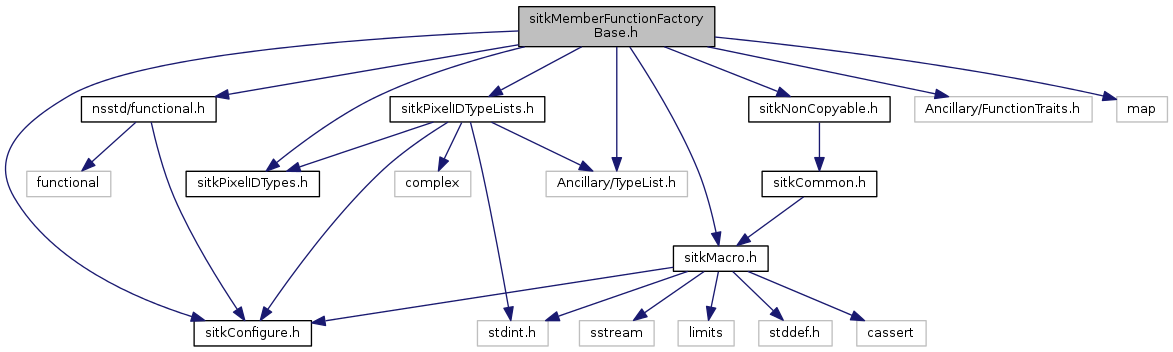 sitkMemberFunctionFactory
Base.h
nsstd/functional.h
sitkPixelIDTypeLists.h
sitkNonCopyable.h
Ancillary/FunctionTraits.h
map
functional
sitkPixelIDTypes.h
complex
Ancillary/TypeList.h
sitkCommon.h
sitkMacro.h
sitkConfigure.h
stdint.h
sstream
limits
stddef.h
cassert